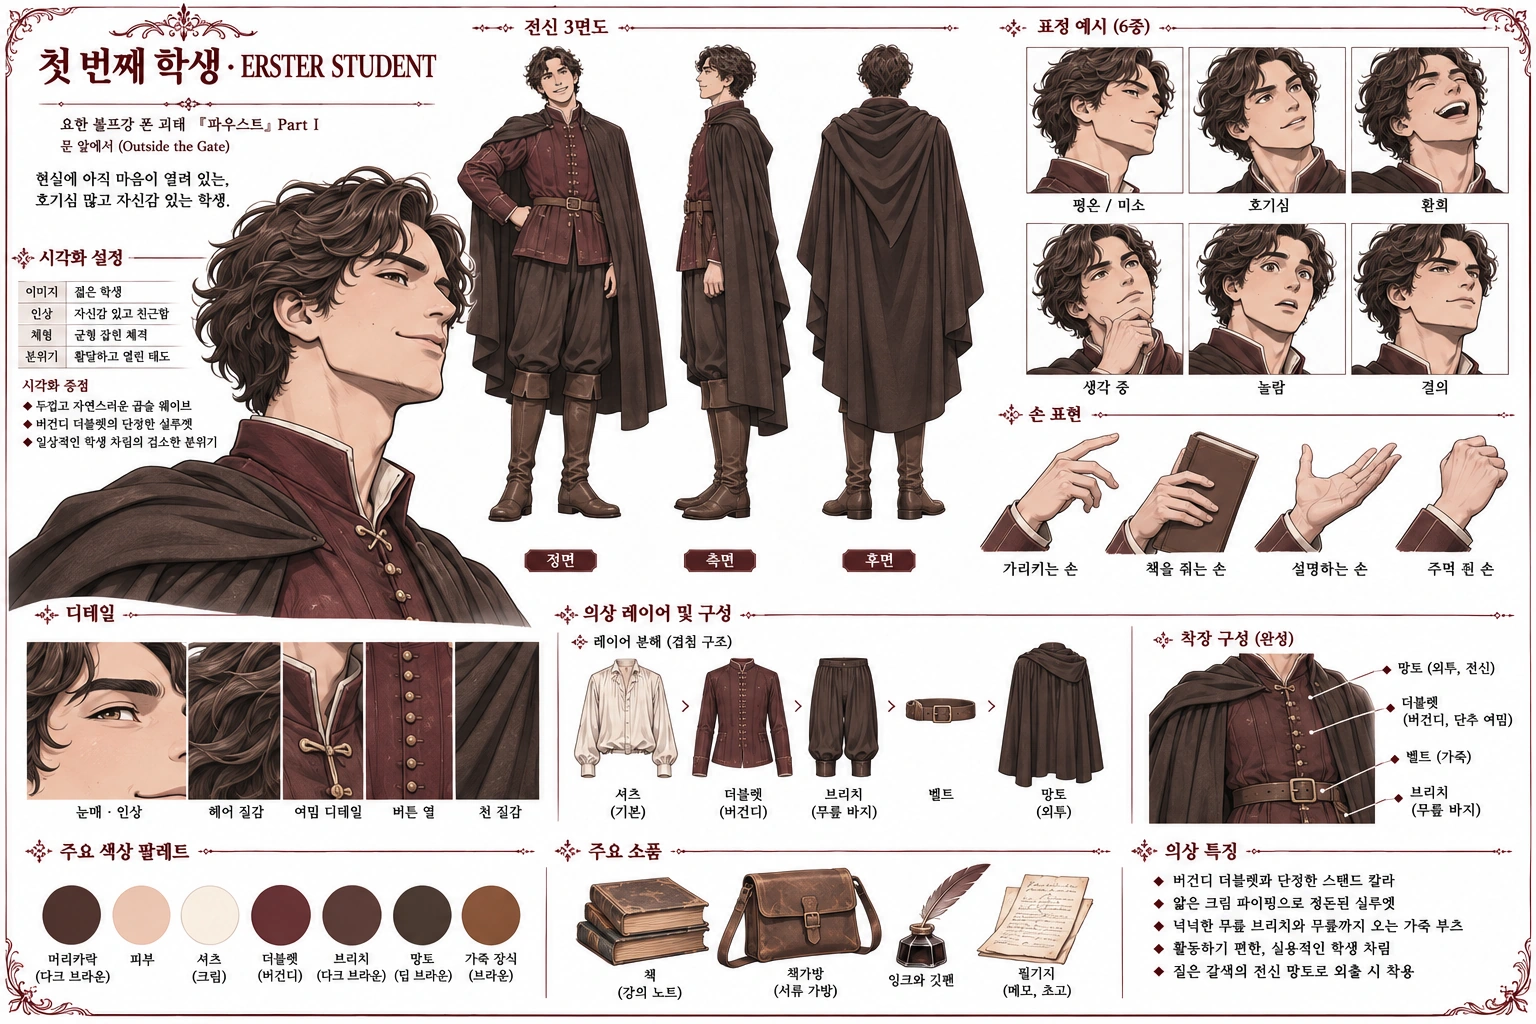 첫 번째 학생 · ERSTER STUDENT
요한 볼프강 폰 괴태 『파우스트』 Part I
문 앞에서 (Outside the Gate)
현실에 아직 마음이 열려 있는,
호기심 많고 자신감 있는 학생.
시각화 설정
이미지 젊은 학생
인상 자신감 있고 친근함
체형 균형 잡힌 체격
분위기 활달하고 열린 태도
시각화 중점
◆ 두껍고 자연스러운 곱슬 웨이브
◆ 버건디 더블렛의 단정한 실루엣
◆ 일상적인 학생 차림의 검소한 분위기
전신 3면도
정면
측면
후면
표정 예시 (6종)
평온 / 미소
호기심
환희
생각 중
놀람
결의
손 표현
가리키는 손
책을 쥐는 손
설명하는 손
주먹 쥔 손
디테일
눈매 · 인상
헤어 질감
여밈 디테일
버튼 열
천 질감
의상 레이어 및 구성
레이어 분해 (겹침 구조)
셔츠
(기본)
더블렛
(버건디)
브리치
(무릎 바지)
벨트
망토
(외투)
착장 구성 (완성)
◆ 망토 (외투, 전신)
◆ 더블렛
(버건디, 단추 여밈)
◆ 벨트 (가죽)
◆ 브리치
(무릎 바지)
주요 색상 팔레트
머리카락
(다크 브라운)
피부
셔츠
(크림)
더블렛
(버건디)
브리치
(다크 브라운)
망토
(딥 브라운)
가죽 장식
(브라운)
주요 소품
책
(강의 노트)
책가방
(서류 가방)
잉크와 깃펜
필기지
(메모, 초고)
의상 특징
◆ 버건디 더블렛과 단정한 스탠드 칼라
◆ 얇은 크림 파이핑으로 정돈된 실루엣
◆ 넉넉한 무릎 브리치와 무릎까지 오는 가죽 부츠
◆ 활동하기 편한, 실용적인 학생 차림
◆ 짙은 갈색의 전신 망토로 외출 시 착용